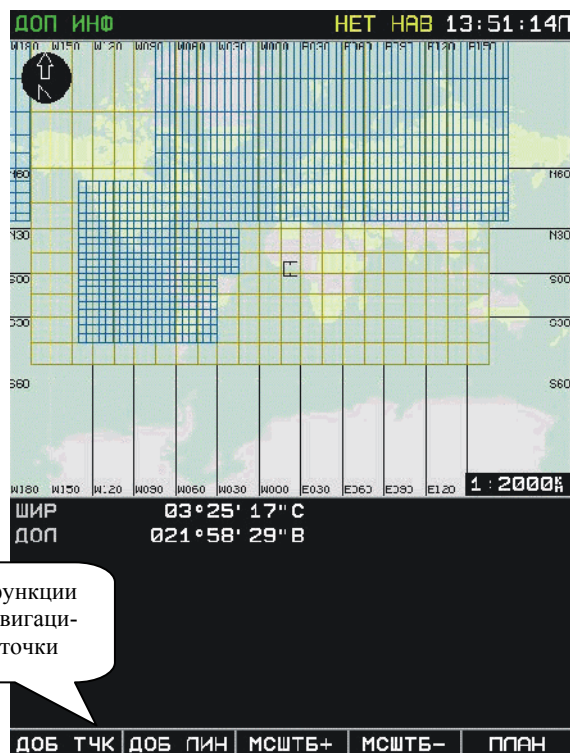 ДОП ИНФ НЕТ НАВ 13:51:14П
W180 W150 W120 W090 W060 W030 W000 E030 E060 E090 E120 E150
N60 N60
N30 N30
S00 S00
S30 S30
S60 S60
W180 W150 W120 W090 W060 W030 W000 E030 E060 E090 E120 1:2000КМ
ШИР 03°25'17"С
ДОЛ 021°58'29"В
функции
вигаци-
точки
ДОБ ТЧК ДОБ ЛИН МСШТБ+ МСШТБ- ПЛАН